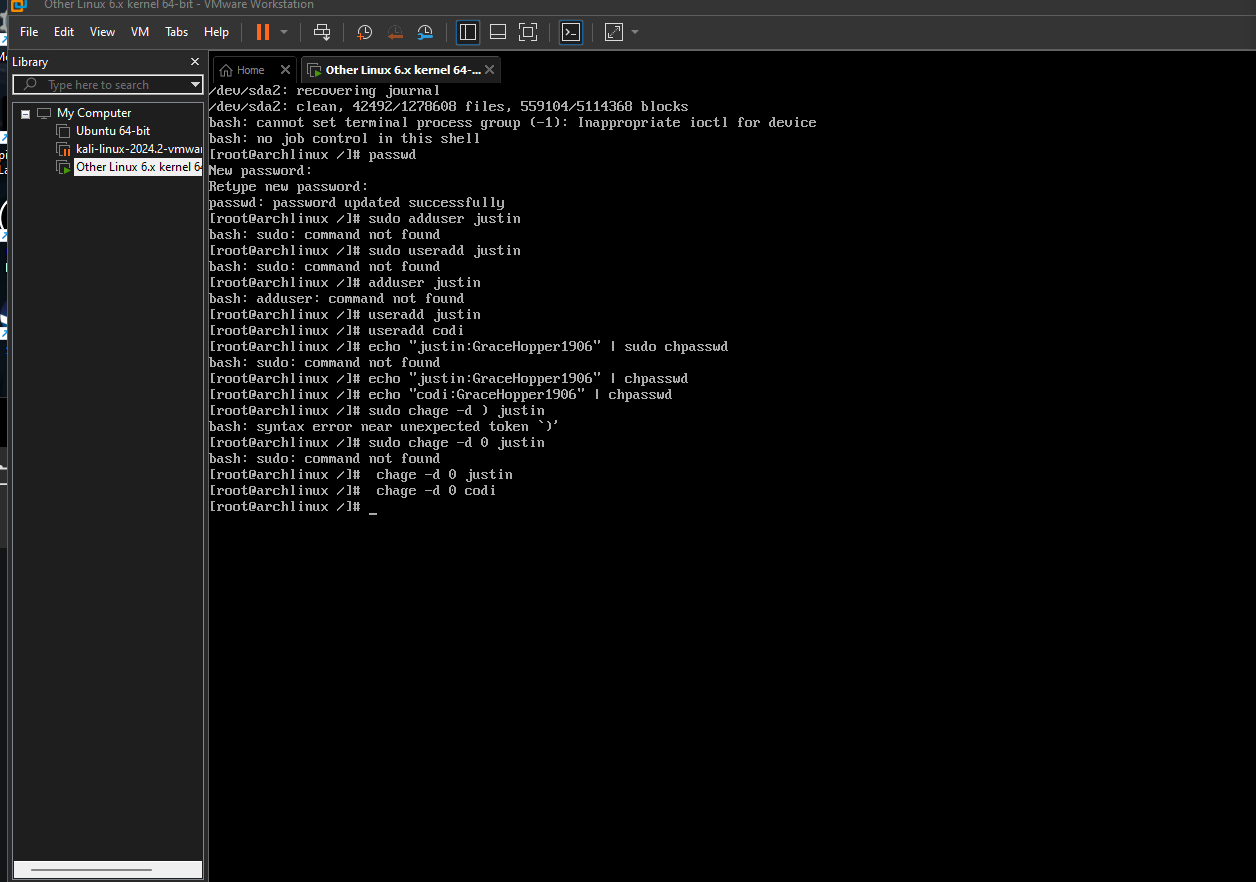 Other Linux 6.x kernel 64-bit - VMware Workstation
File Edit View VM Tabs Help
Library
Type here to search
My Computer
Ubuntu 64-bit
kali-linux-2024.2-vmwar
Other Linux 6.x kernel 64
Home
Other Linux 6.x kernel 64-...
/dev/sda2: recovering journal
/dev/sda2: clean, 42492/1278608 files, 559104/5114368 blocks
bash: cannot set terminal process group (-1): Inappropriate ioctl for device
bash: no job control in this shell
[root@archlinux /]# passwd
New password:
Retype new password:
passwd: password updated successfully
[root@archlinux /]# sudo adduser justin
bash: sudo: command not found
[root@archlinux /]# sudo useradd justin
bash: sudo: command not found
[root@archlinux /]# adduser justin
bash: adduser: command not found
[root@archlinux /]# useradd justin
[root@archlinux /]# useradd codi
[root@archlinux /]# echo "justin:GraceHopper1906" | sudo chpasswd
bash: sudo: command not found
[root@archlinux /]# echo "justin:GraceHopper1906" | chpasswd
[root@archlinux /]# echo "codi:GraceHopper1906" | chpasswd
[root@archlinux /]# sudo chage -d ) justin
bash: syntax error near unexpected token `)'
[root@archlinux /]# sudo chage -d 0 justin
bash: sudo: command not found
[root@archlinux /]#  chage -d 0 justin
[root@archlinux /]#  chage -d 0 codi
[root@archlinux /]# _